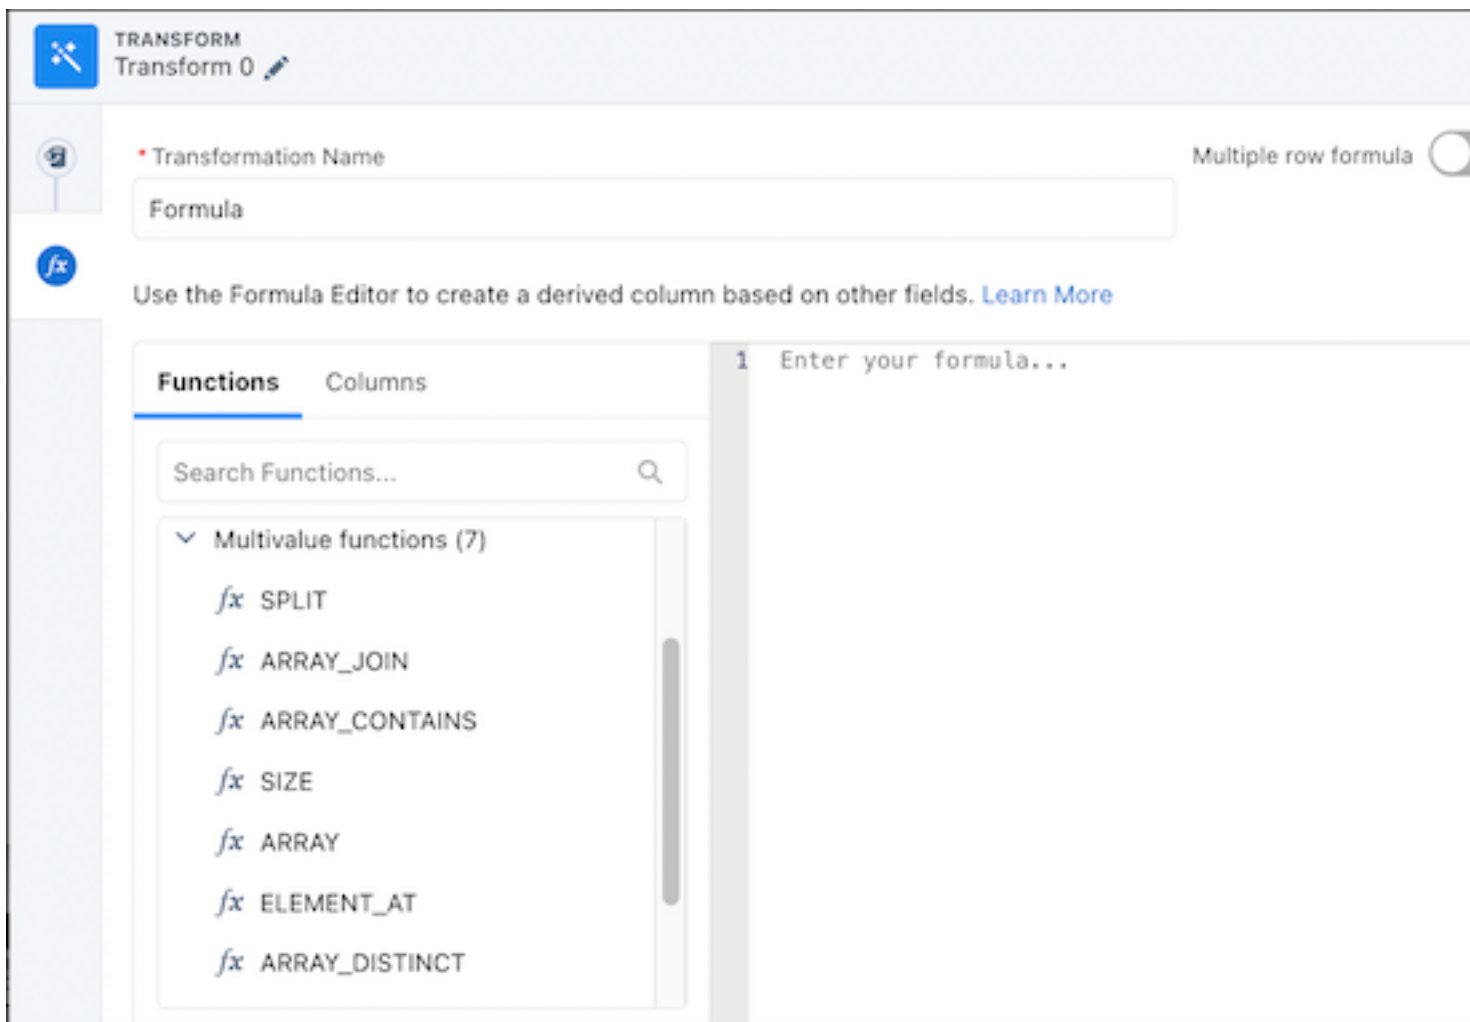 TRANSFORM
Transform 0
* Transformation Name
Multiple row formula
Formula
fx
Use the Formula Editor to create a derived column based on other fields. Learn More
Functions Columns
1 Enter your formula...
Search Functions...
Multivalue functions (7)
fx SPLIT
fx ARRAY_JOIN
fx ARRAY_CONTAINS
fx SIZE
fx ARRAY
fx ELEMENT_AT
fx ARRAY_DISTINCT